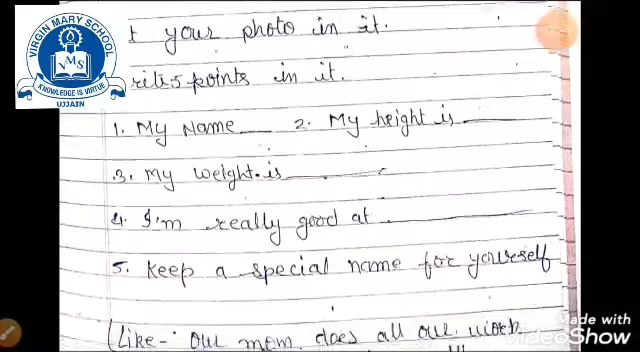 VIRGIN MARY SCHOOL
VMS
KNOWLEDGE IS VIRTUE
UJJAIN
your photo in it.
5 points in it.
1. My Name 2. My height is
3. My weight is
4. I'm really good at
5. Keep a special name for yourself
(Like - Our mom does all our work
Made with
VideoShow